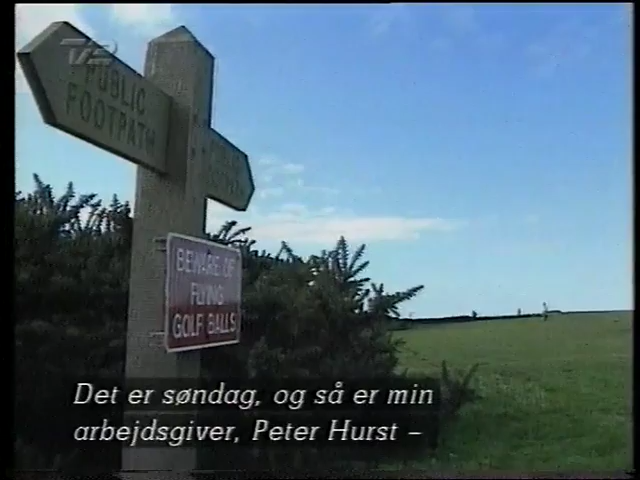 TV2
PUBLIC
FOOTPATH
BEWARE OF
FLYING
GOLF BALLS
Det er søndag, og så er min
arbejdsgiver, Peter Hurst –